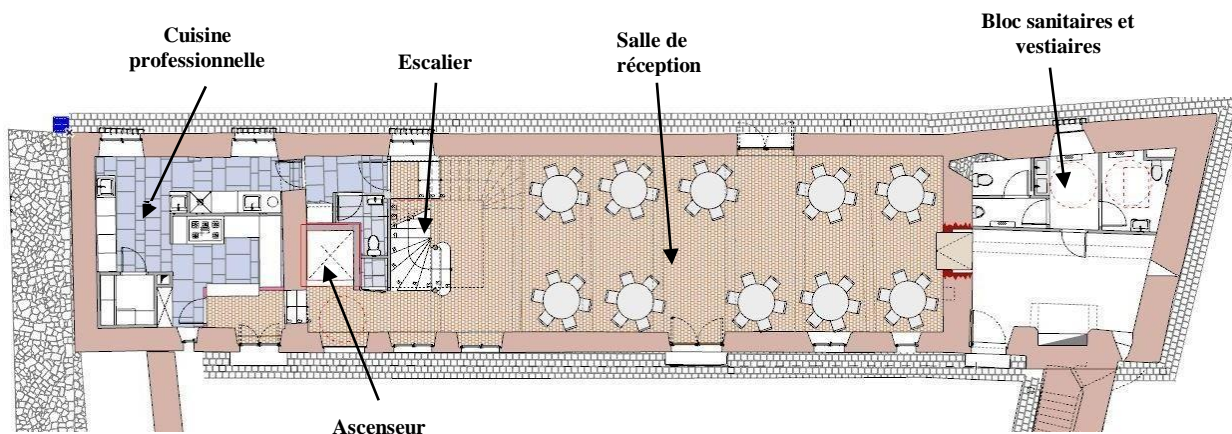 Cuisine
professionnelle
Escalier
Salle de
réception
Bloc sanitaires et
vestiaires
Ascenseur